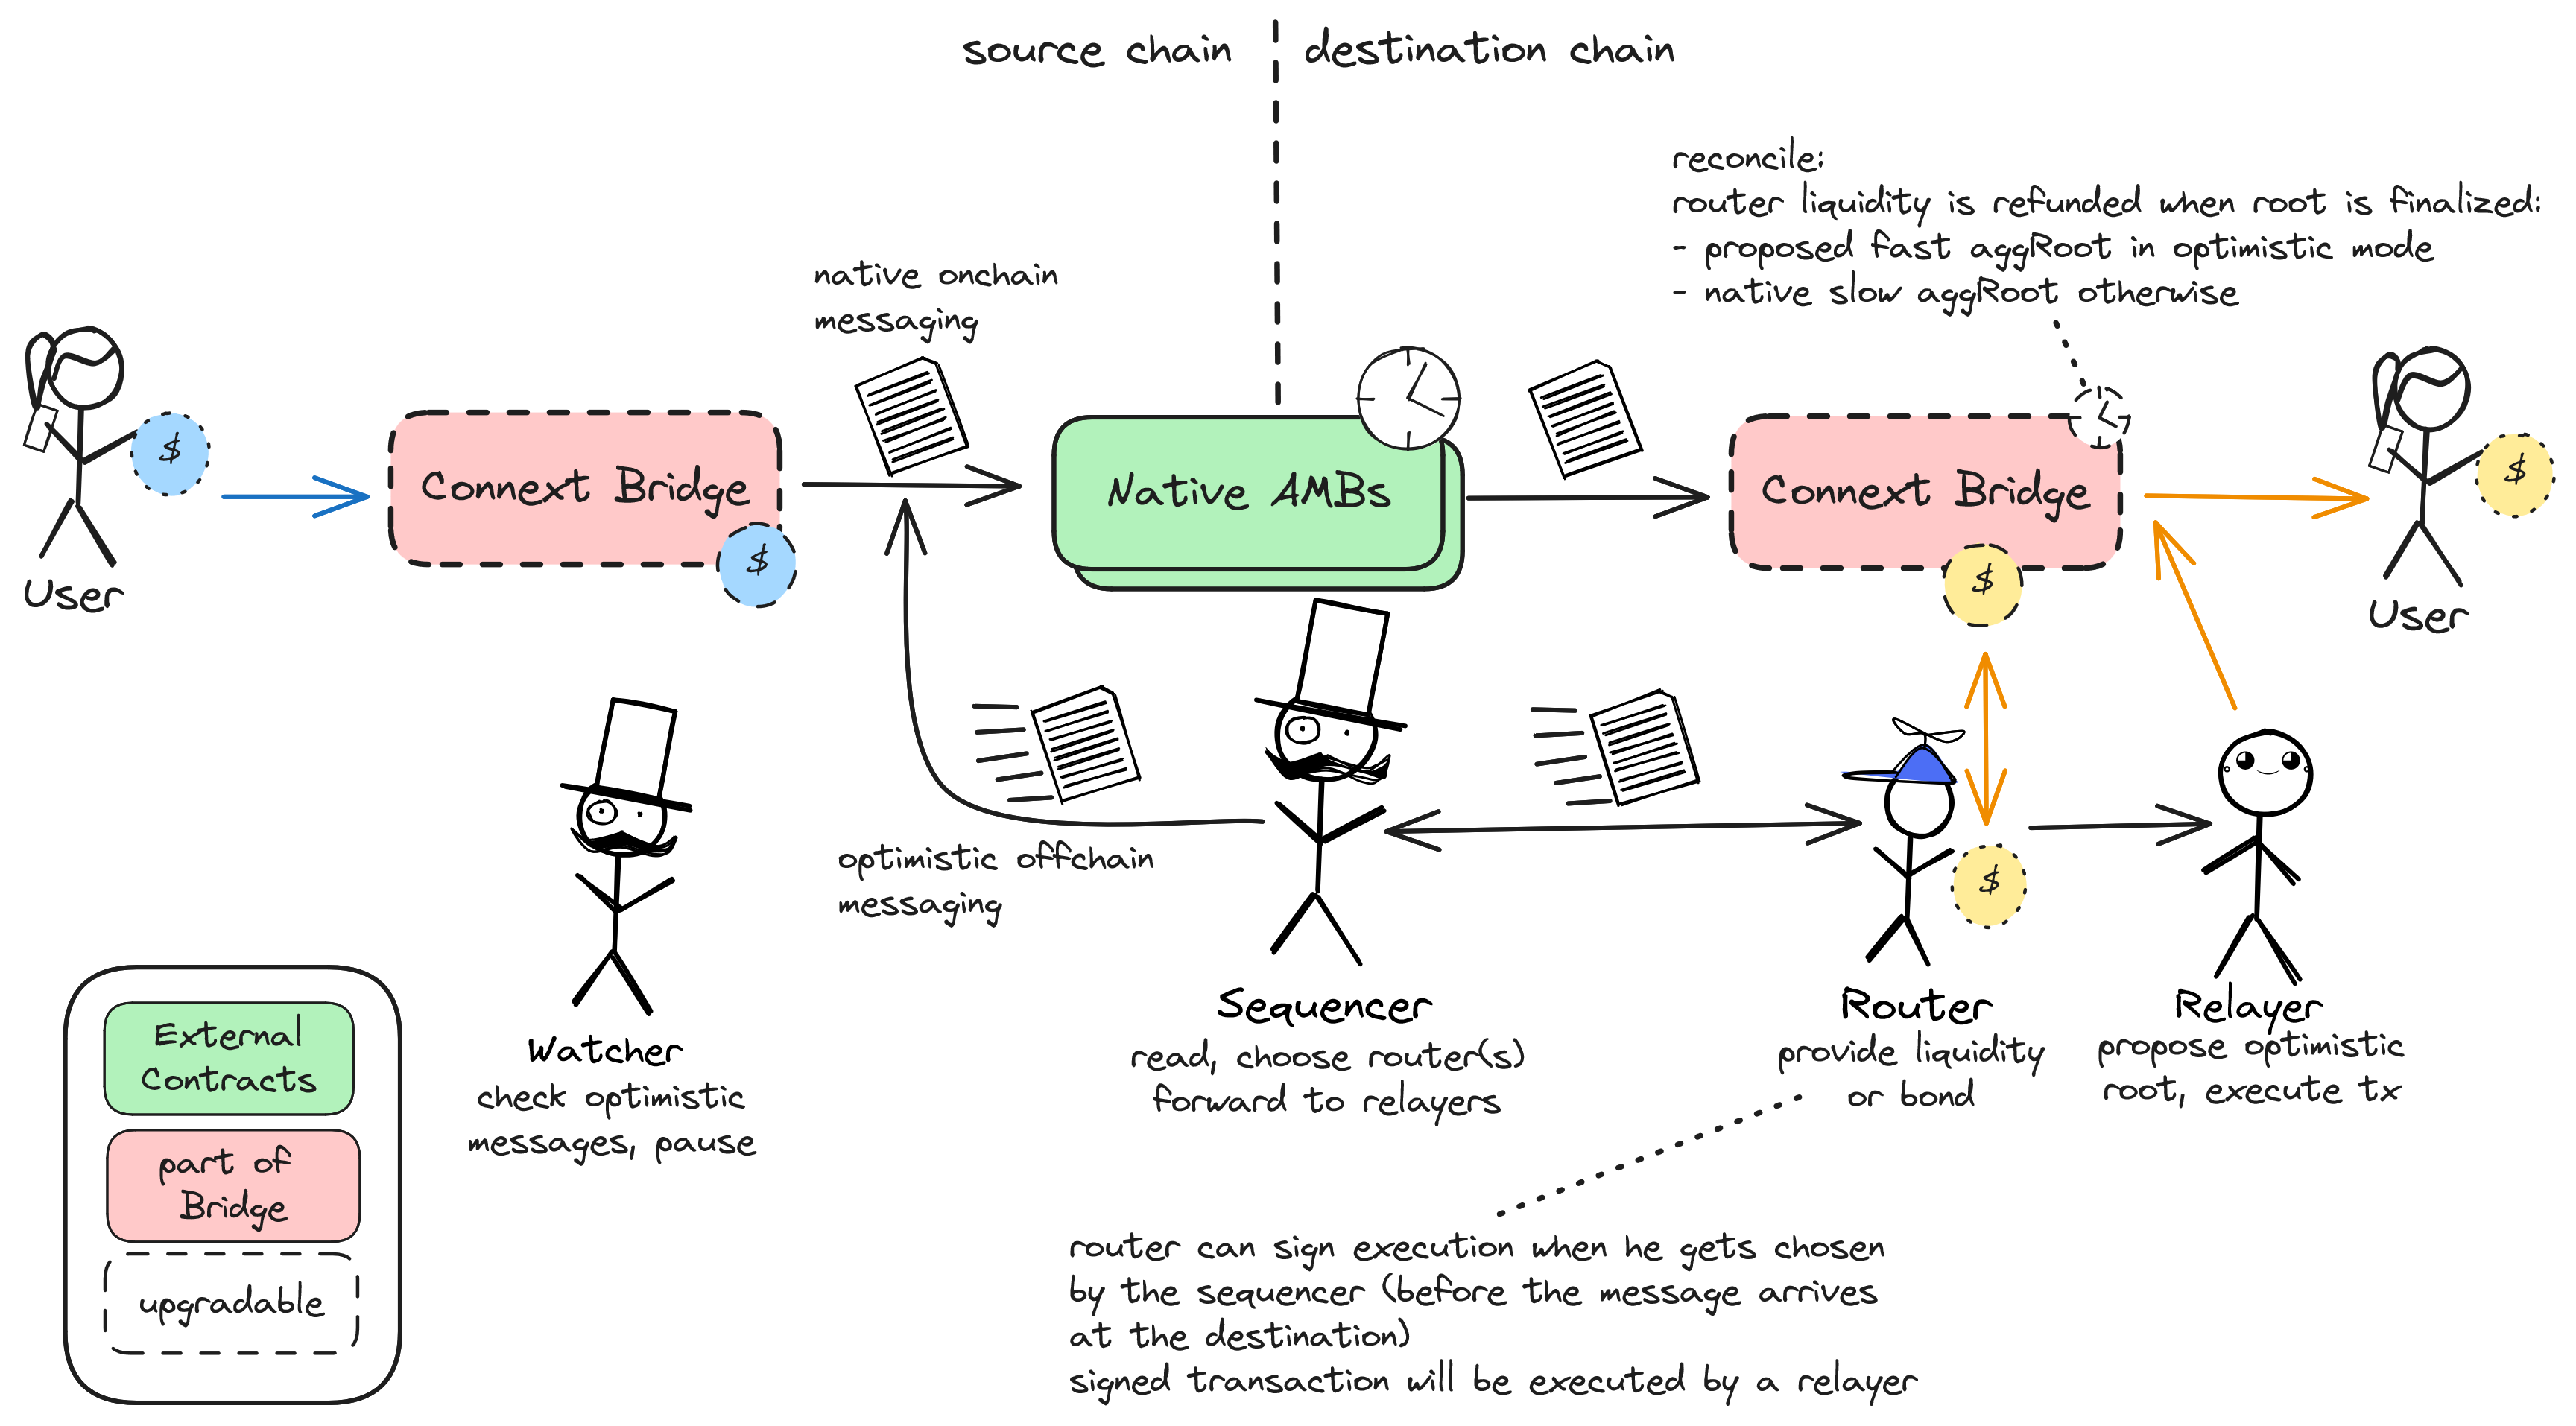 source chain
destination chain
reconcile:
router liquidity is refunded when root is finalized:
- proposed fast aggRoot in optimistic mode
- native slow aggRoot otherwise
native onchain
messaging
$
User
Connext Bridge
$
Native AMBs
Connext Bridge
$
$
User
optimistic offchain
messaging
$
Watcher
check optimistic
messages, pause
Sequencer
read, choose router(s)
forward to relayers
Router
provide liquidity
or bond
Relayer
propose optimistic
root, execute tx
External
Contracts
part of
Bridge
upgradable
router can sign execution when he gets chosen
by the sequencer (before the message arrives
at the destination)
signed transaction will be executed by a relayer